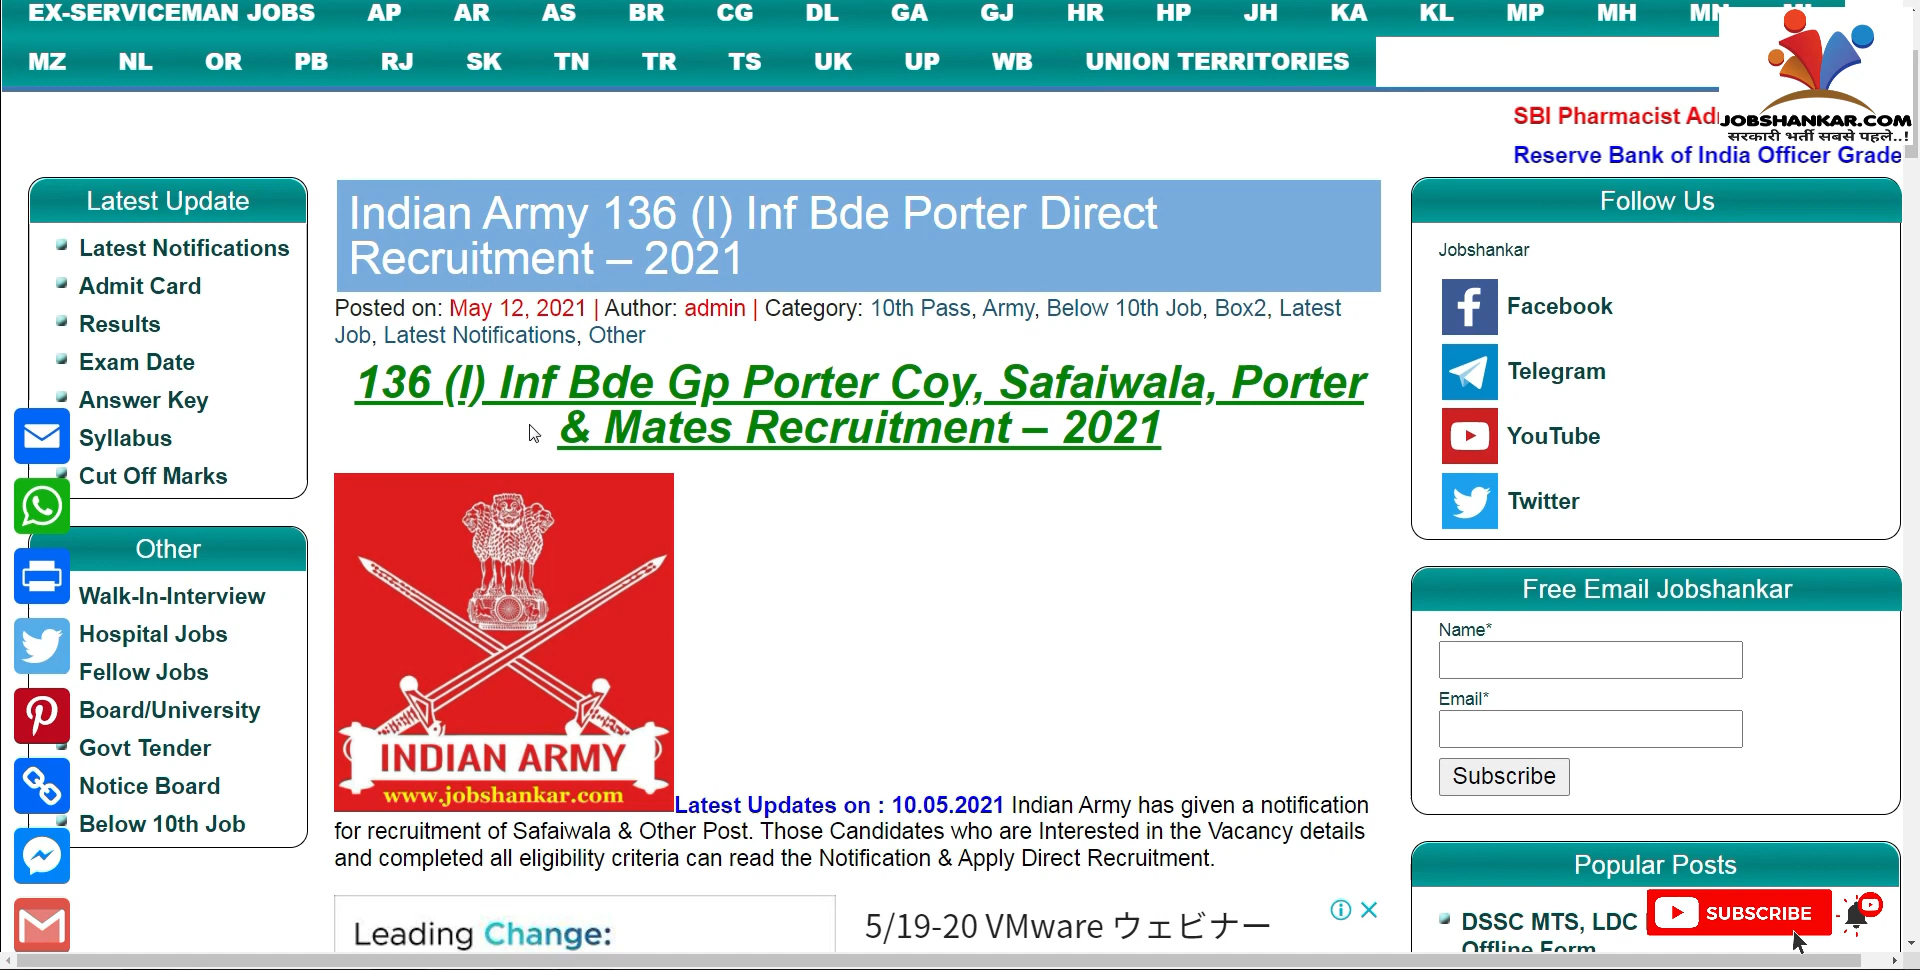 EX-SERVICEMAN JOBS AP AR AS BR CG DL GA GJ HR HP JH KA KL MP MH MN
MZ NL OR PB RJ SK TN TR TS UK UP WB UNION TERRITORIES
JOBSHANKAR.COM
सरकारी भर्ती सबसे पहले..!
SBI Pharmacist
Reserve Bank of India Officer Grade
Latest Update
Latest Notifications
Admit Card
Results
Exam Date
Answer Key
Syllabus
Cut Off Marks
Other
Walk-In-Interview
Hospital Jobs
Fellow Jobs
Board/University
Govt Tender
Notice Board
Below 10th Job
Indian Army 136 (I) Inf Bde Porter Direct
Recruitment – 2021
Posted on: May 12, 2021 | Author: admin | Category: 10th Pass, Army, Below 10th Job, Box2, Latest
Job, Latest Notifications, Other
136 (I) Inf Bde Gp Porter Coy, Safaiwala, Porter
& Mates Recruitment – 2021
INDIAN ARMY
www.jobshankar.com
Latest Updates on : 10.05.2021 Indian Army has given a notification
for recruitment of Safaiwala & Other Post. Those Candidates who are Interested in the Vacancy details
and completed all eligibility criteria can read the Notification & Apply Direct Recruitment.
Leading Change:
5/19-20 VMware ウェビナー
Follow Us
Jobshankar
Facebook
Telegram
YouTube
Twitter
Free Email Jobshankar
Name*
Email*
Subscribe
Popular Posts
DSSC MTS, LDC
Offline Form
SUBSCRIBE